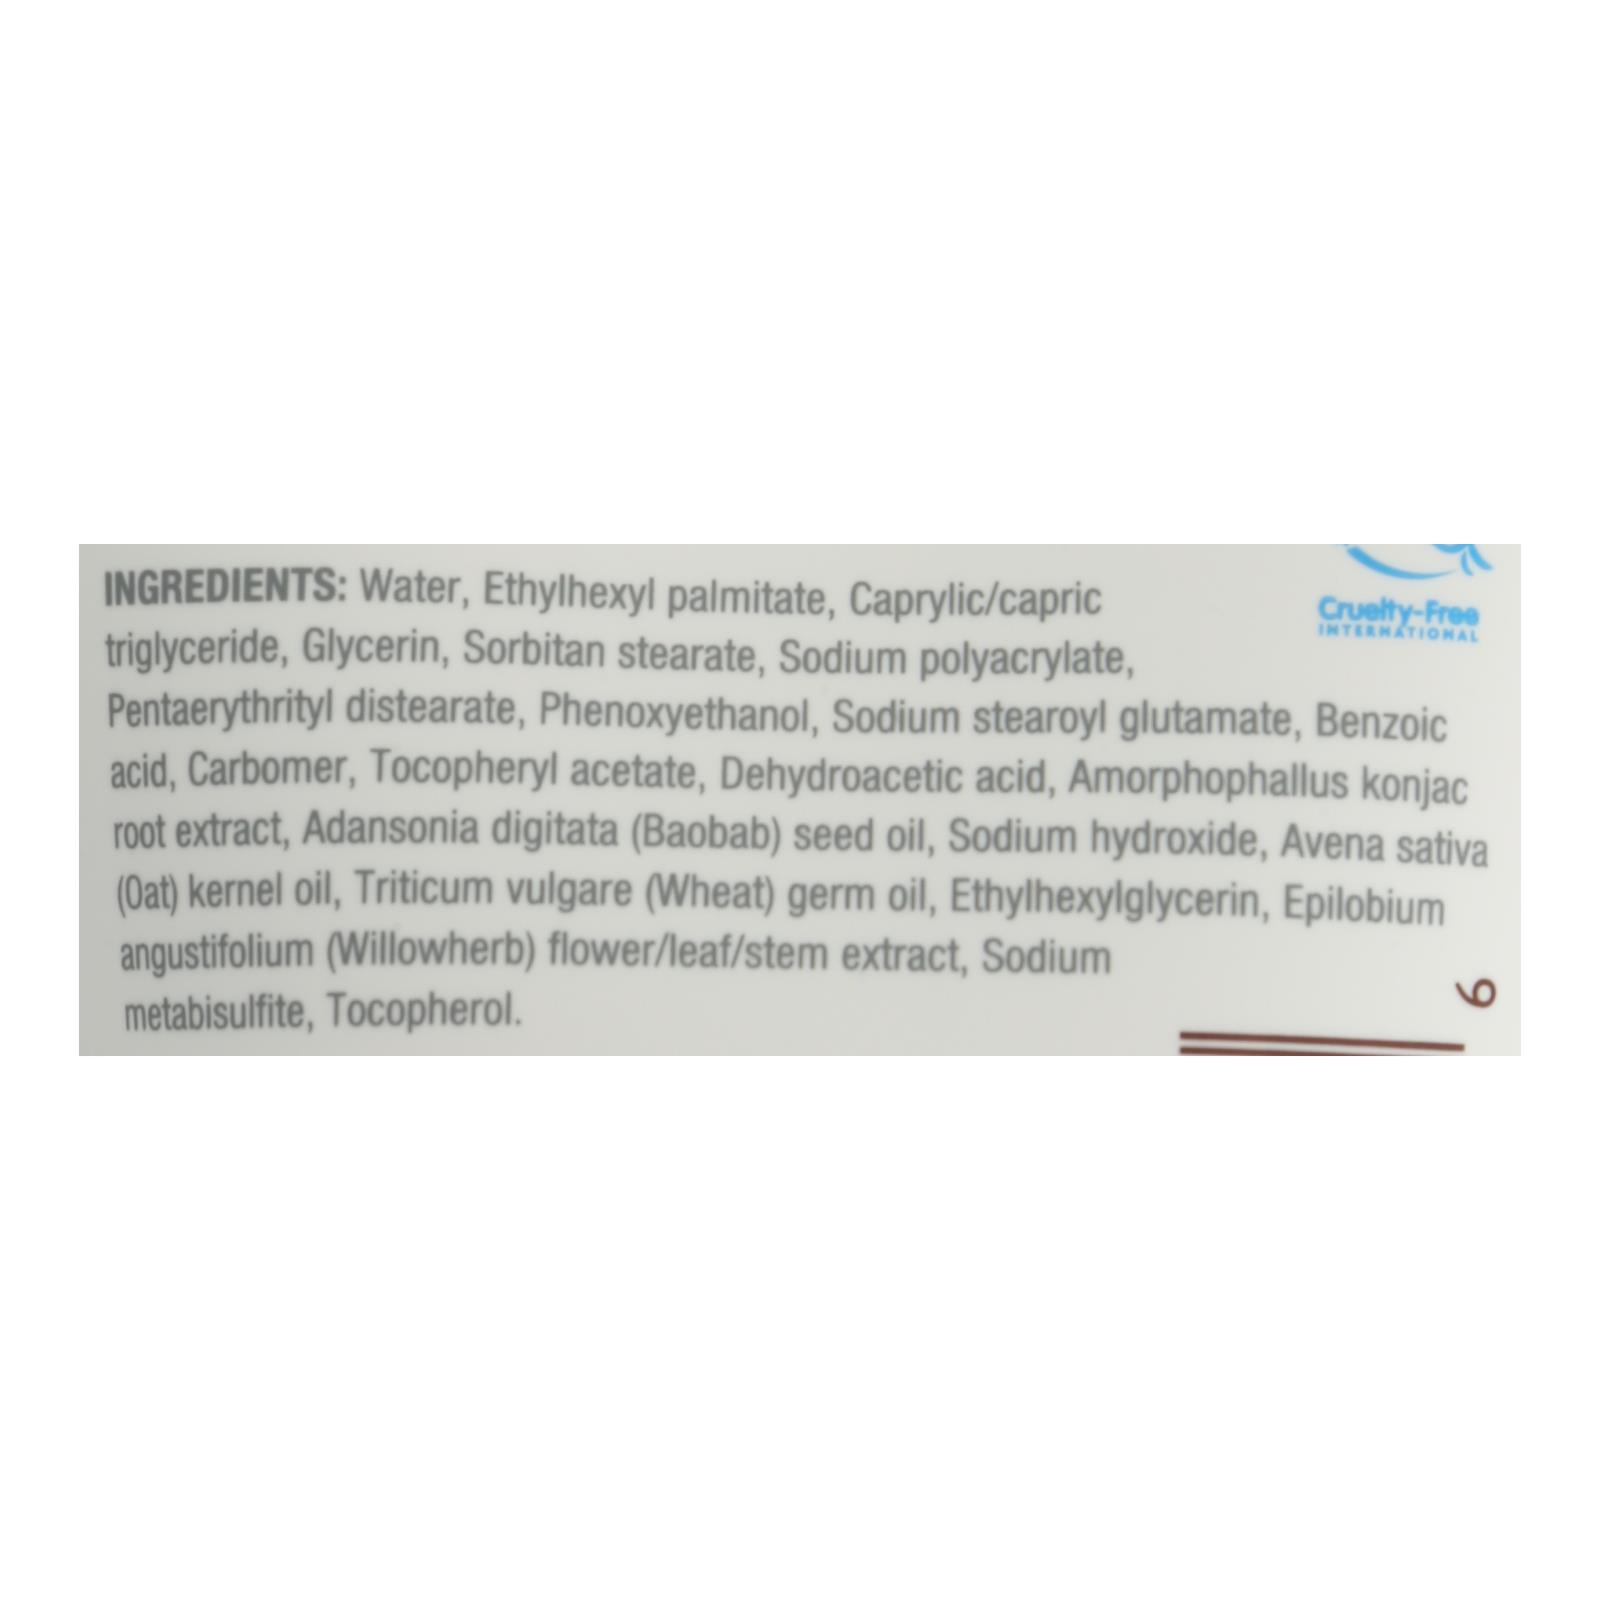 INGREDIENTS: Water, Ethylhexyl palmitate, Caprylic/capric
triglyceride, Glycerin, Sorbitan stearate, Sodium polyacrylate,
Pentaerythrityl distearate, Phenoxyethanol, Sodium stearoyl glutamate, Benzoic
acid, Carbomer, Tocopheryl acetate, Dehydroacetic acid, Amorphophallus konjac
root extract, Adansonia digitata (Baobab) seed oil, Sodium hydroxide, Avena sativa
(Oat) kernel oil, Triticum vulgare (Wheat) germ oil, Ethylhexylglycerin, Epilobium
angustifolium (Willowherb) flower/leaf/stem extract, Sodium
metabisulfite, Tocopherol.
Cruelty-Free
INTERNATIONAL
6